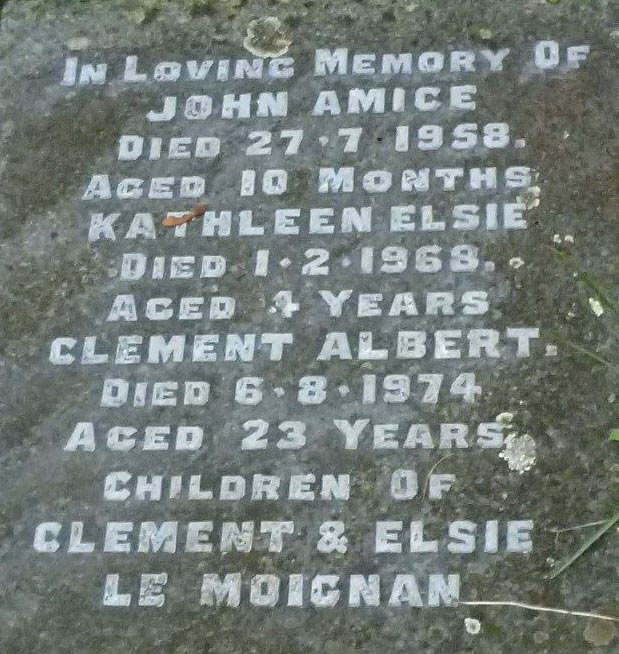 IN LOVING MEMORY OF
JOHN AMICE
DIED 27·7·1958.
AGED 10 MONTHS
KATHLEEN ELSIE
DIED 1·2·1968.
AGED 4 YEARS
CLEMENT ALBERT.
DIED 6·8·1974
AGED 23 YEARS
CHILDREN OF
CLEMENT & ELSIE
LE MOIGNAN